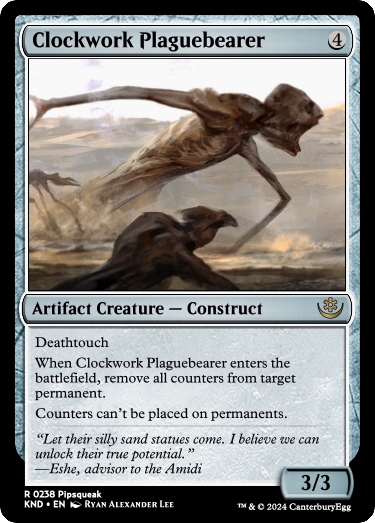 Clockwork Plaguebearer 4
Artifact Creature — Construct
Deathtouch
When Clockwork Plaguebearer enters the
battlefield, remove all counters from target
permanent.
Counters can't be placed on permanents.
“Let their silly sand statues come. I believe we can
unlock their true potential.”
—Eshe, advisor to the Amidi
3/3
R 0238 Pipsqueak
KND • EN Ryan Alexander Lee
™ & © 2024 CanterburyEgg